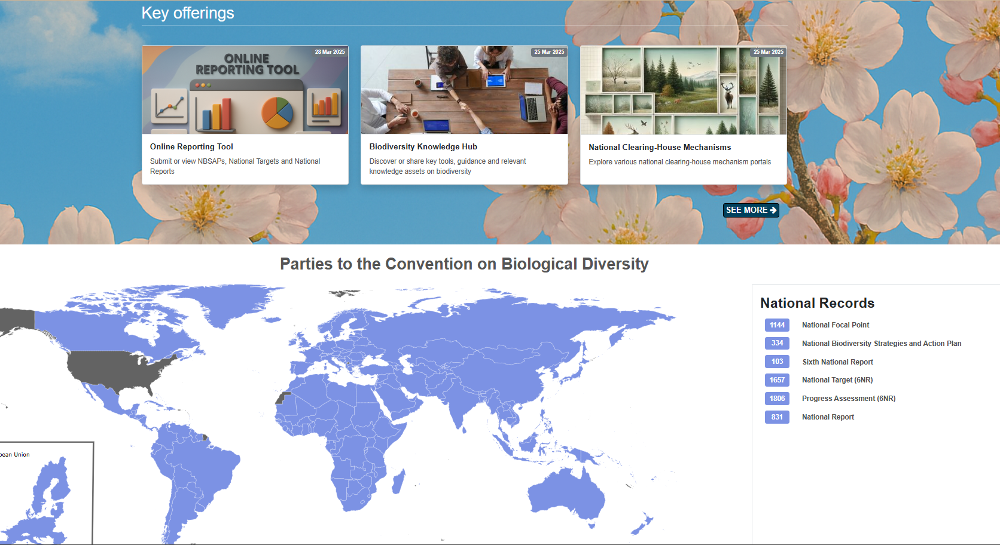 Key offerings
28 Mar 2025
ONLINE
REPORTING TOOL
Online Reporting Tool
Submit or view NBSAPs, National Targets and National
Reports
25 Mar 2025
Biodiversity Knowledge Hub
Discover or share key tools, guidance and relevant
knowledge assets on biodiversity
25 Mar 2025
National Clearing-House Mechanisms
Explore various national clearing-house mechanism portals
SEE MORE
Parties to the Convention on Biological Diversity
National Records
1144 National Focal Point
334 National Biodiversity Strategies and Action Plan
103 Sixth National Report
1657 National Target (6NR)
1806 Progress Assessment (6NR)
831 National Report
pean Union